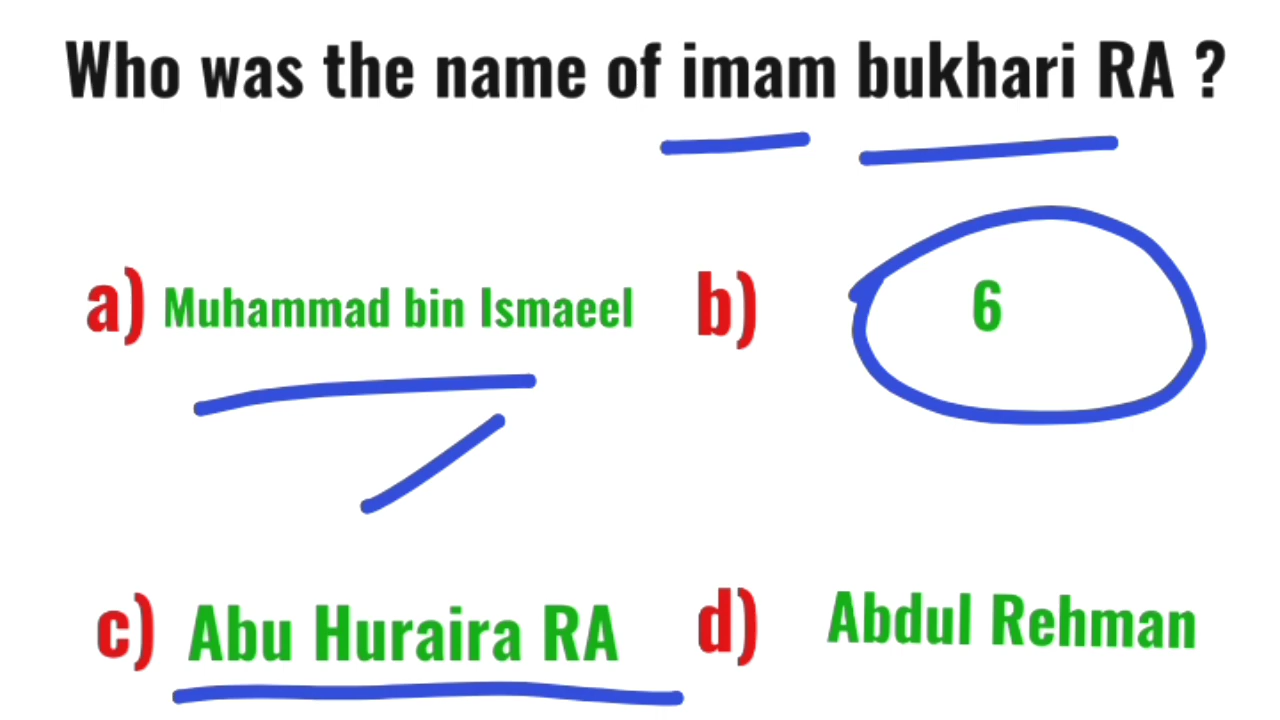 Who was the name of imam bukhari RA ?
a) Muhammad bin Ismaeel
b) 6
c) Abu Huraira RA
d) Abdul Rehman